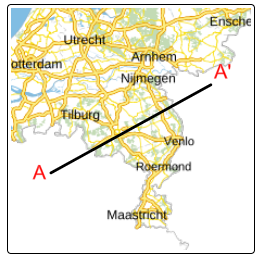 Ensche
Utrecht
Arnhem
otterdam
Nijmegen
A'
Tilburg
Venlo
A
Roermond
Maastricht